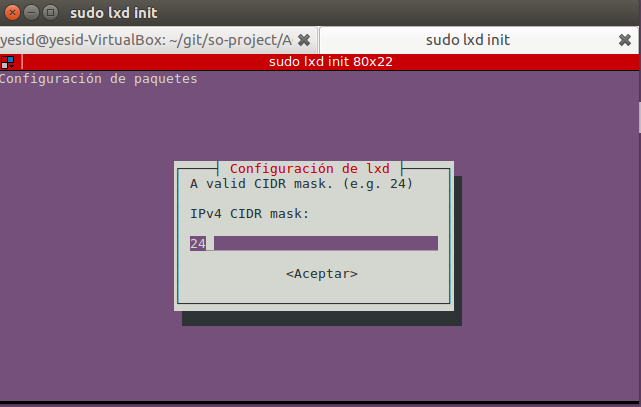 sudo lxd init
yesid@yesid-VirtualBox: ~/git/so-project/A
sudo lxd init
sudo lxd init 80x22
Configuración de paquetes
Configuración de lxd
A valid CIDR mask. (e.g. 24)
IPv4 CIDR mask:
24
<Aceptar>